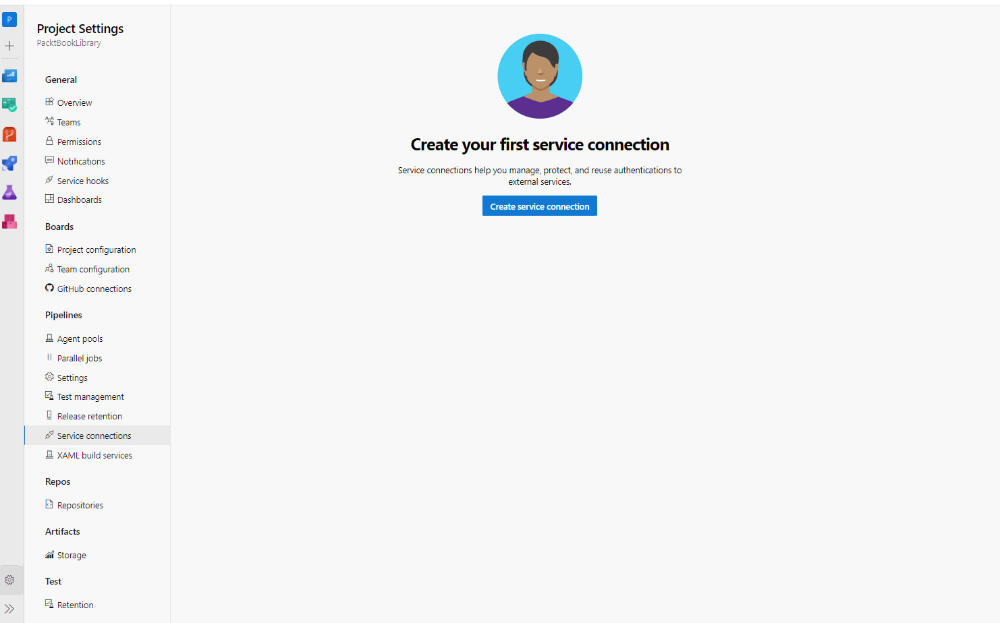 P
Project Settings
PacktBookLibrary
General
Overview
Teams
Permissions
Notifications
Service hooks
Dashboards
Boards
Project configuration
Team configuration
GitHub connections
Pipelines
Agent pools
Parallel jobs
Settings
Test management
Release retention
Service connections
XAML build services
Repos
Repositories
Artifacts
Storage
Test
Retention
Create your first service connection
Service connections help you manage, protect, and reuse authentications to
external services.
Create service connection